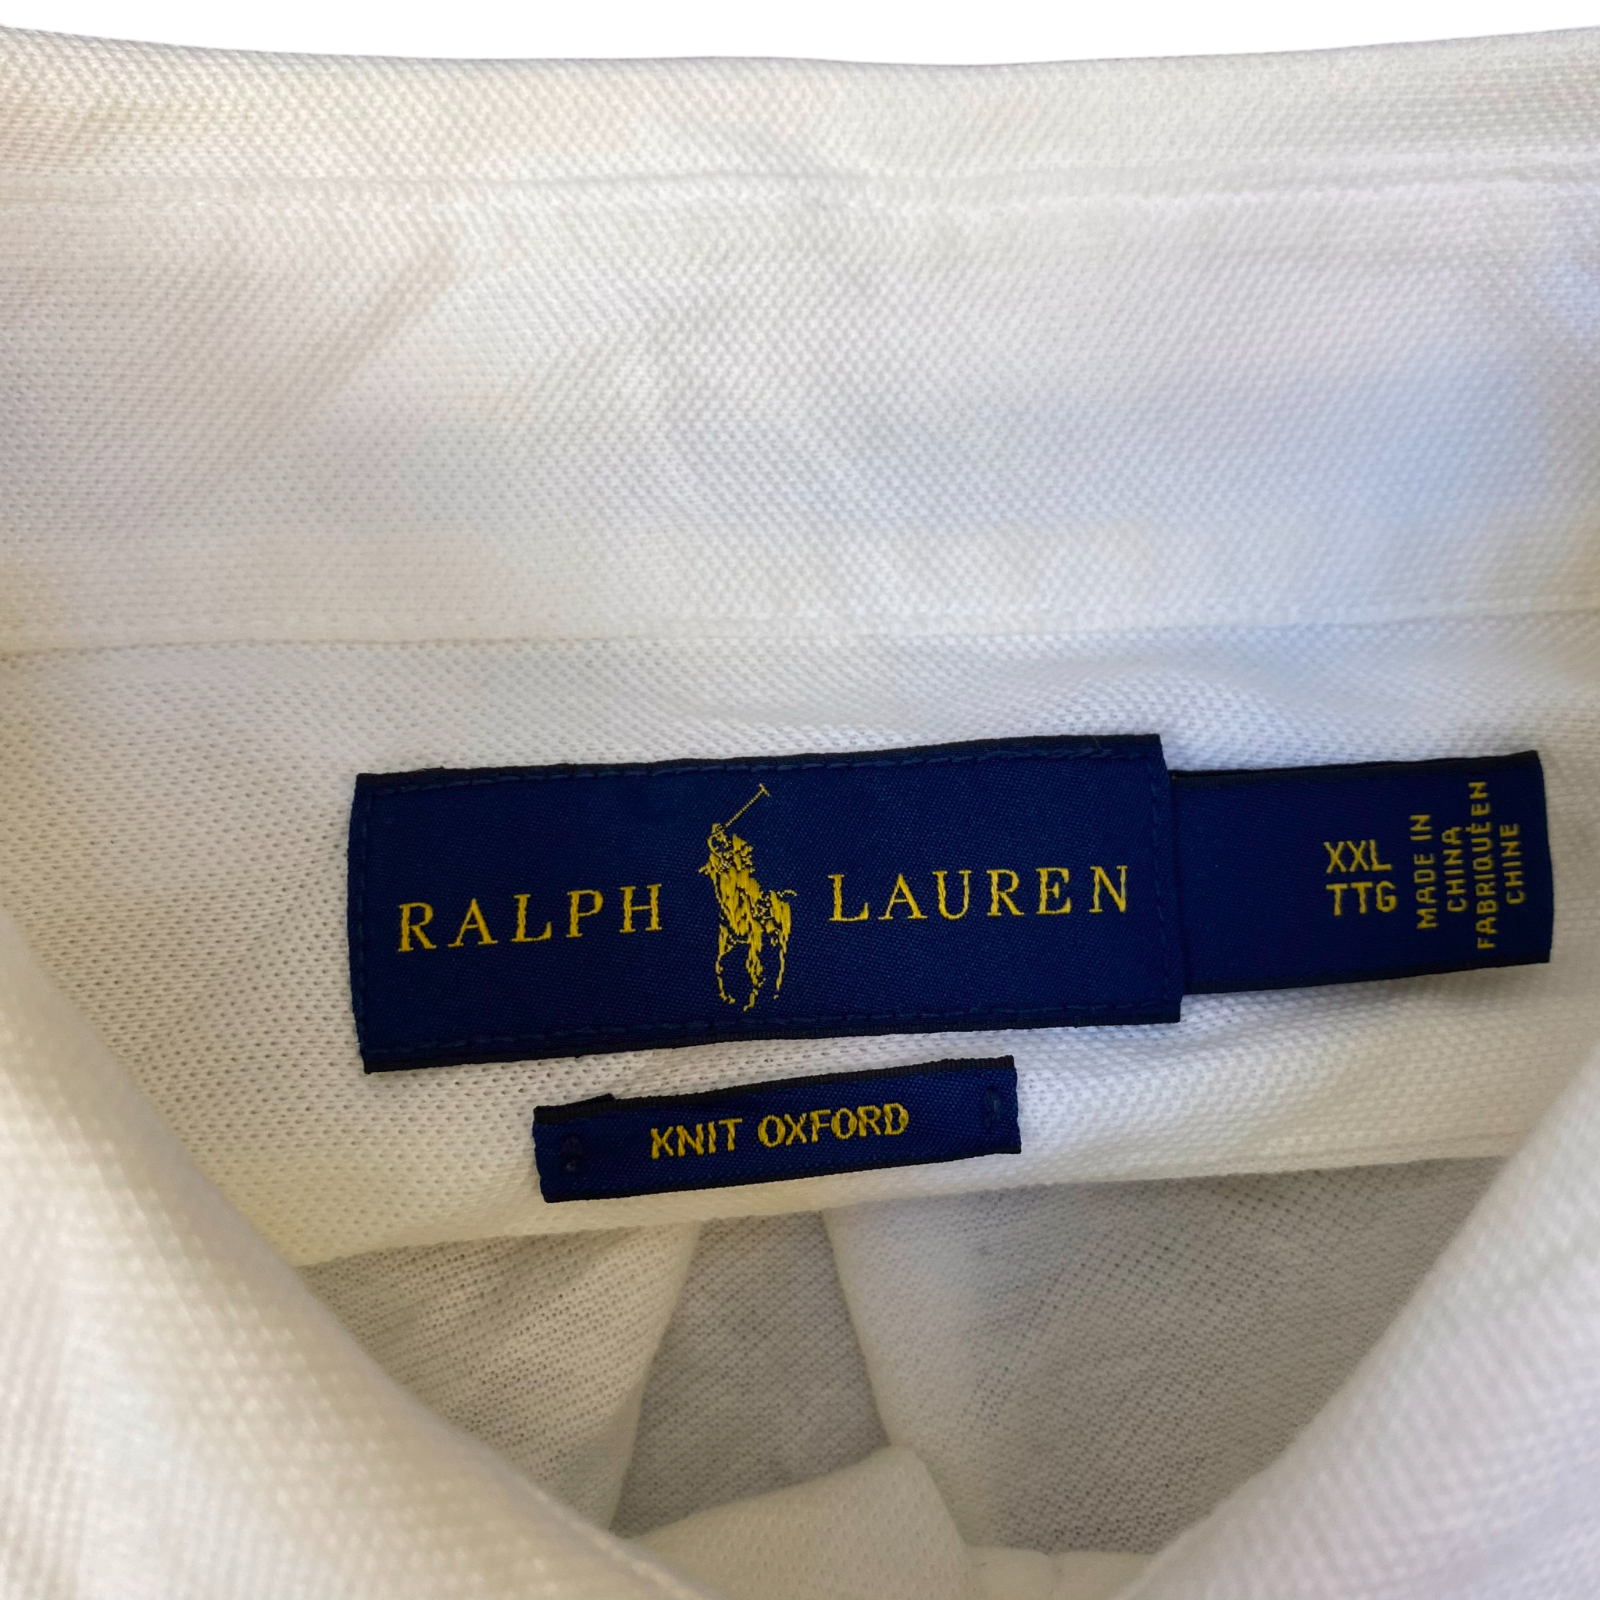 RALPH LAUREN
XXL
TTG
MADE IN
CHINA
FABRIQUÉ EN
CHINE
KNIT OXFORD